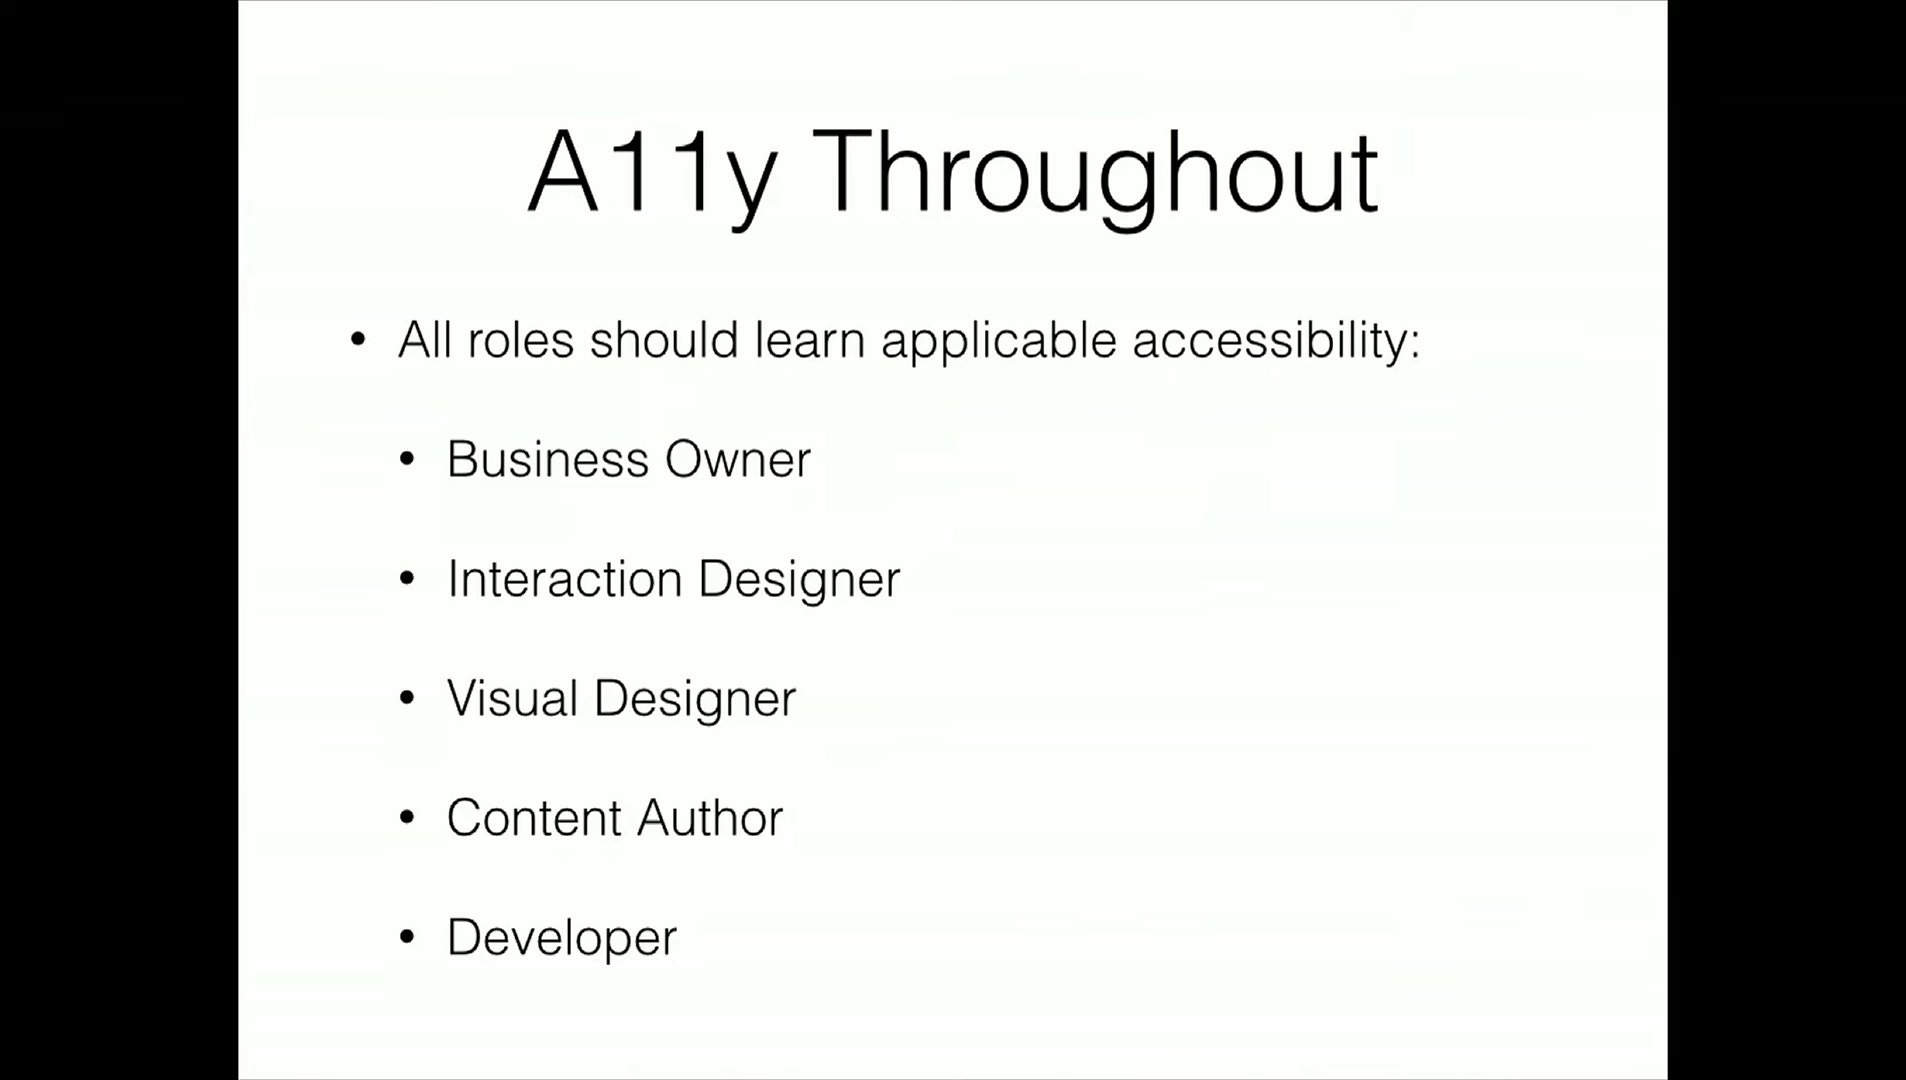 A11y Throughout
• All roles should learn applicable accessibility:
• Business Owner
• Interaction Designer
• Visual Designer
• Content Author
• Developer